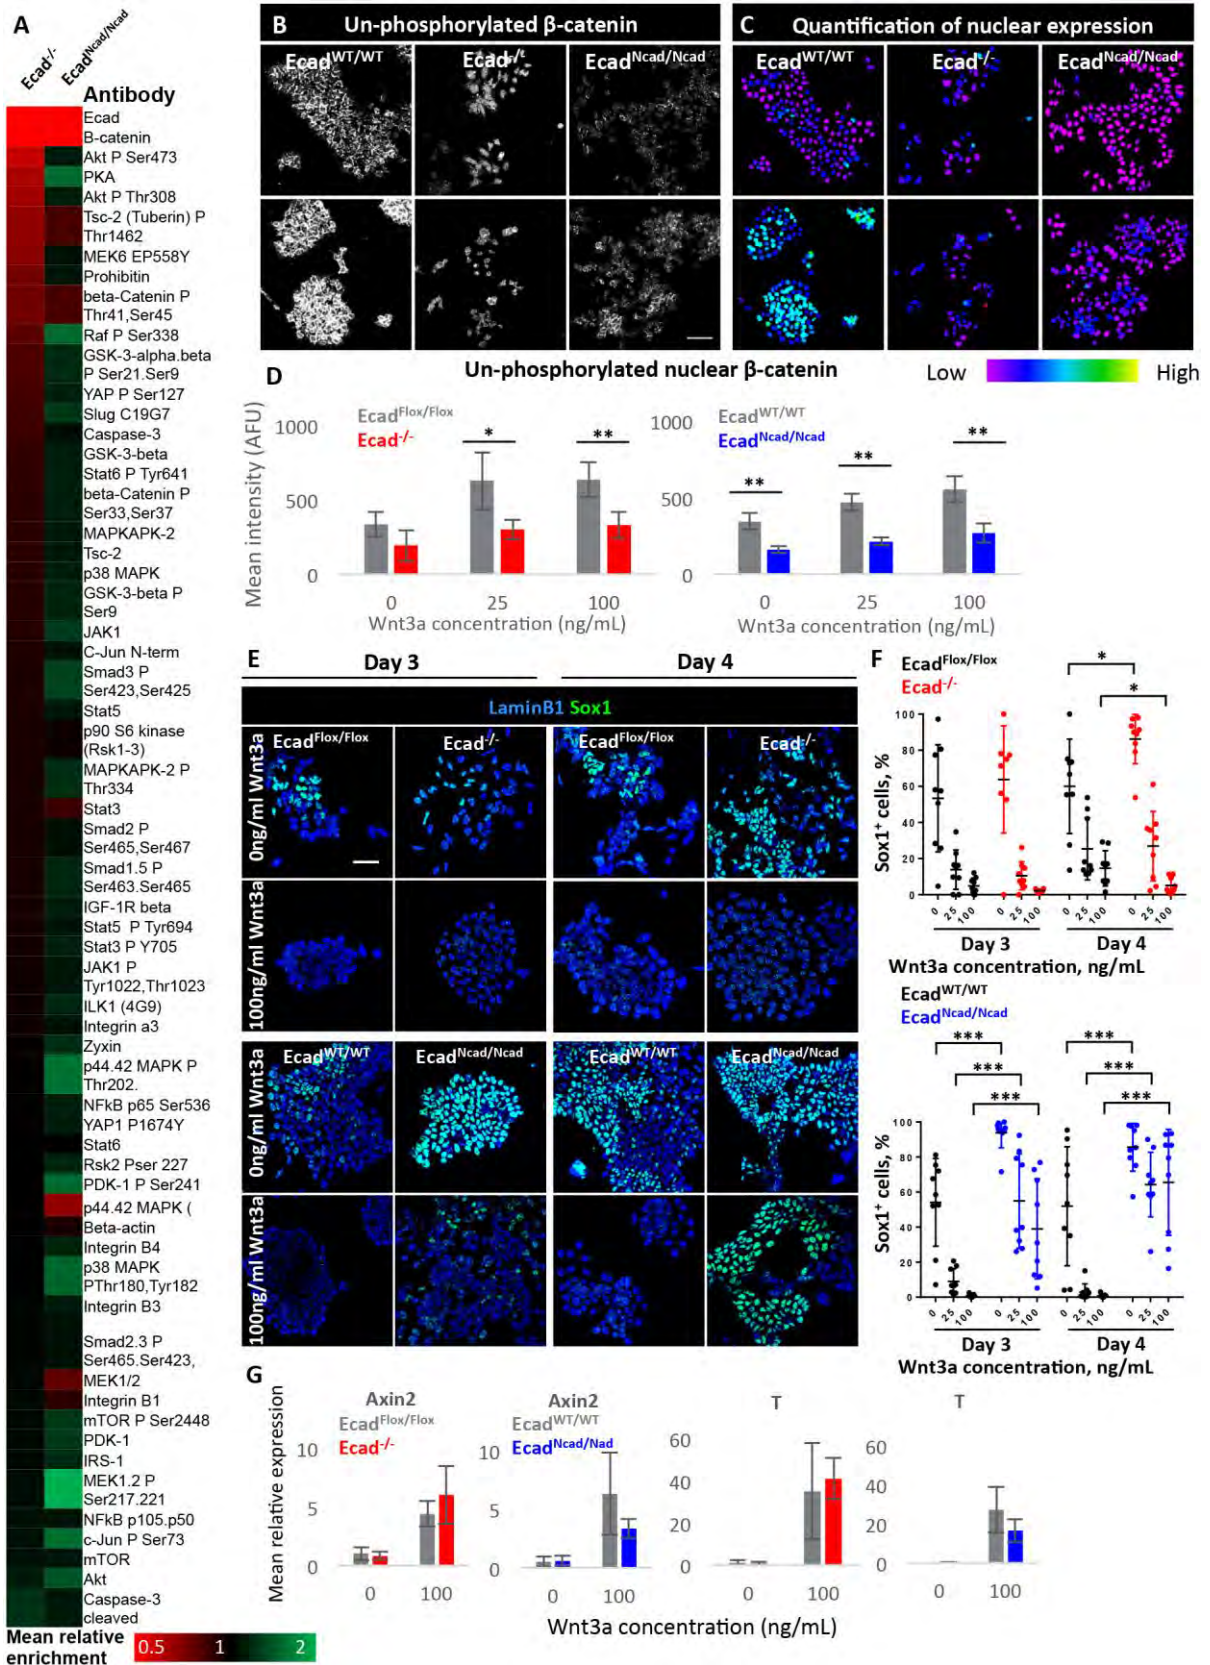 A
Ecad-/-
EcadNcad/Ncad
Antibody
Ecad
B-catenin
Akt P Ser473
PKA
Akt P Thr308
Tsc-2 (Tuberin) P
Thr1462
MEK6 EP558Y
Prohibitin
beta-Catenin P
Thr41,Ser45
Raf P Ser338
GSK-3-alpha.beta
P Ser21.Ser9
YAP P Ser127
Slug C19G7
Caspase-3
GSK-3-beta
Stat6 P Tyr641
beta-Catenin P
Ser33,Ser37
MAPKAPK-2
Tsc-2
p38 MAPK
GSK-3-beta P
Ser9
JAK1
C-Jun N-term
Smad3 P
Ser423,Ser425
Stat5
p90 S6 kinase
(Rsk1-3)
MAPKAPK-2 P
Thr334
Stat3
Smad2 P
Ser465,Ser467
Smad1.5 P
Ser463.Ser465
IGF-1R beta
Stat5 P Tyr694
Stat3 P Y705
JAK1 P
Tyr1022,Thr1023
ILK1 (4G9)
Integrin a3
Zyxin
p44.42 MAPK P
Thr202.
NFkB p65 Ser536
YAP1 P1674Y
Stat6
Rsk2 Pser 227
PDK-1 P Ser241
p44.42 MAPK (
Beta-actin
Integrin B4
p38 MAPK
PThr180,Tyr182
Integrin B3
Smad2.3 P
Ser465.Ser423,
MEK1/2
Integrin B1
mTOR P Ser2448
PDK-1
IRS-1
MEK1.2 P
Ser217.221
NFkB p105.p50
c-Jun P Ser73
mTOR
Akt
Caspase-3
cleaved
Mean relative
enrichment
0.5 1 2
B Un-phosphorylated β-catenin
EcadWT/WT Ecad-/- EcadNcad/Ncad
C Quantification of nuclear expression
EcadWT/WT Ecad-/- EcadNcad/Ncad
Low High
D Un-phosphorylated nuclear β-catenin
Mean intensity (AFU)
EcadFlox/Flox
Ecad-/-
1000
500
0
* **
0 25 100
Wnt3a concentration (ng/mL)
EcadWT/WT
EcadNcad/Ncad
1000
500
0
** ** **
0 25 100
Wnt3a concentration (ng/mL)
E Day 3 Day 4
LaminB1 Sox1
0ng/ml Wnt3a
EcadFlox/Flox Ecad-/- EcadFlox/Flox Ecad-/-
100ng/ml Wnt3a
0ng/ml Wnt3a
EcadWT/WT EcadNcad/Ncad EcadWT/WT EcadNcad/Ncad
100ng/ml Wnt3a
F
EcadFlox/Flox
Ecad-/-
* *
Sox1+ cells, %
100
80
60
40
20
0
0 25 100 0 25 100 0 25 100 0 25 100
Day 3 Day 4
Wnt3a concentration, ng/mL
EcadWT/WT
EcadNcad/Ncad
*** ***
*** ***
*** ***
Sox1+ cells, %
100
80
60
40
20
0
0 25 100 0 25 100 0 25 100 0 25 100
Day 3 Day 4
Wnt3a concentration, ng/mL
G
Mean relative expression
Axin2
EcadFlox/Flox
Ecad-/-
10
5
0
0 100
Axin2
EcadWT/WT
EcadNcad/Nad
10
5
0
0 100
T
60
40
20
0
0 100
T
60
40
20
0
0 100
Wnt3a concentration (ng/mL)